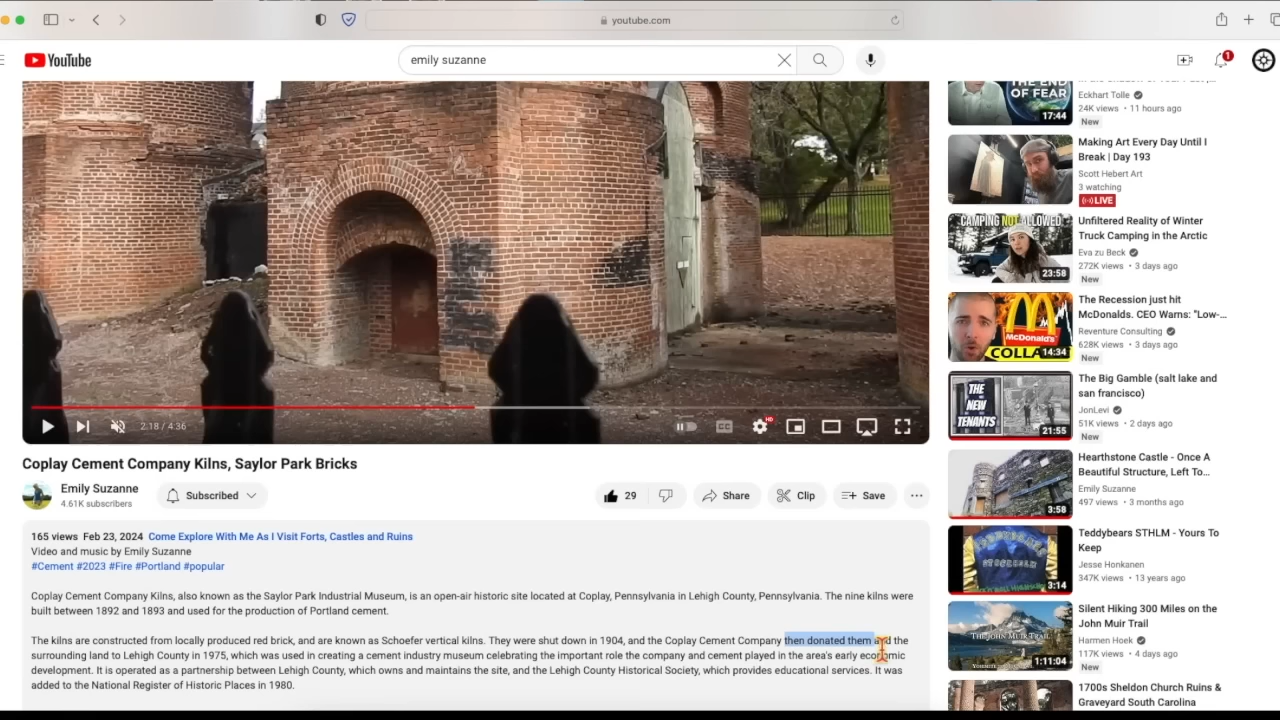 youtube.com
YouTube
emily suzanne
1
2:18 / 4:36
CC
HD
Coplay Cement Company Kilns, Saylor Park Bricks
Emily Suzanne
4.61K subscribers
Subscribed
29
Share
Clip
Save
165 views Feb 23, 2024 Come Explore With Me As I Visit Forts, Castles and Ruins
Video and music by Emily Suzanne
#Cement #2023 #Fire #Portland #popular
Coplay Cement Company Kilns, also known as the Saylor Park Industrial Museum, is an open-air historic site located at Coplay, Pennsylvania in Lehigh County, Pennsylvania. The nine kilns were
built between 1892 and 1893 and used for the production of Portland cement.
The kilns are constructed from locally produced red brick, and are known as Schoefer vertical kilns. They were shut down in 1904, and the Coplay Cement Company then donated them and the
surrounding land to Lehigh County in 1975, which was used in creating a cement industry museum celebrating the important role the company and cement played in the area's early economic
development. It is operated as a partnership between Lehigh County, which owns and maintains the site, and the Lehigh County Historical Society, which provides educational services. It was
added to the National Register of Historic Places in 1980.
THE END
OF FEAR
17:44
Eckhart Tolle
24K views • 11 hours ago
New
Making Art Every Day Until I
Break | Day 193
Scott Hebert Art
3 watching
LIVE
CAMPING NOT ALLOWED
23:58
Unfiltered Reality of Winter
Truck Camping in the Arctic
Eva zu Beck
272K views • 3 days ago
New
McDonald's
COLLA
14:34
The Recession just hit
McDonalds. CEO Warns: "Low-...
Reventure Consulting
628K views • 3 days ago
New
THE
NEW
TENANTS
21:55
The Big Gamble (salt lake and
san francisco)
JonLevi
51K views • 2 days ago
New
3:58
Hearthstone Castle - Once A
Beautiful Structure, Left To...
Emily Suzanne
497 views • 3 months ago
STOCKHOLM
3:14
Teddybears STHLM - Yours To
Keep
Jesse Honkanen
347K views • 13 years ago
THE JOHN MUIR TRAIL
1:11:04
Silent Hiking 300 Miles on the
John Muir Trail
Harmen Hoek
117K views • 4 days ago
New
1700s Sheldon Church Ruins &
Graveyard South Carolina